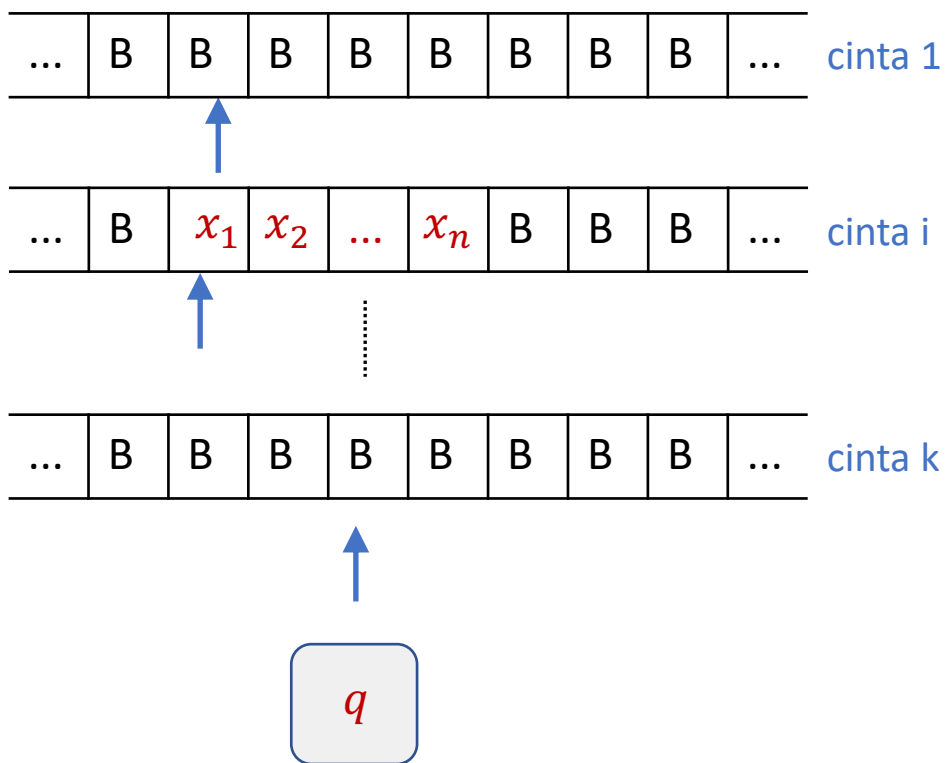 ... B B B B B B B B ... cinta 1
... B x₁ x₂ ... xₙ B B B ... cinta i
... B B B B B B B B ... cinta k
q